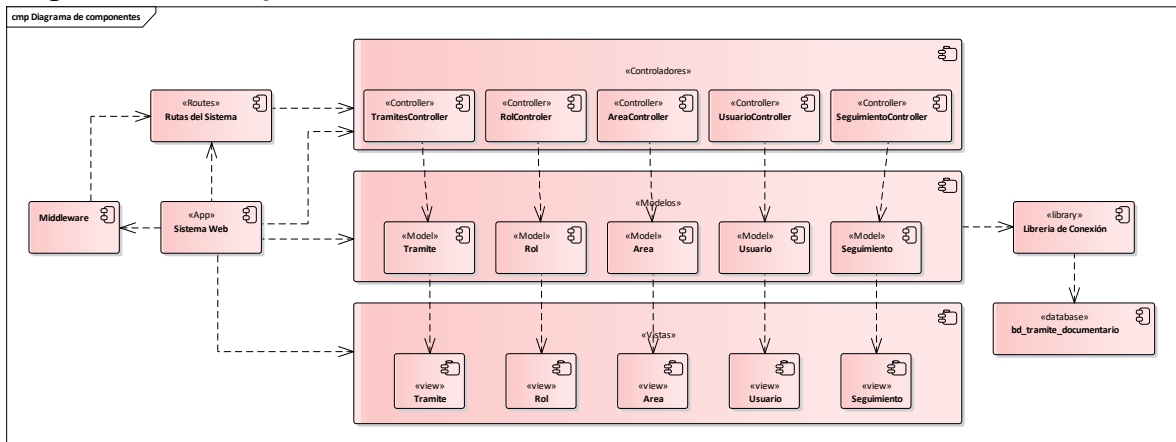 cmp Diagrama de componentes
«Controladores»
«Routes»
Rutas del Sistema
«Controller»
TramitesController
«Controller»
RolControler
«Controller»
AreaController
«Controller»
UsuarioController
«Controller»
SeguimientoController
Middleware
«App»
Sistema Web
«Modelos»
«Model»
Tramite
«Model»
Rol
«Model»
Area
«Model»
Usuario
«Model»
Seguimiento
«library»
Libreria de Conexión
«database»
bd_tramite_documentario
«Vistas»
«view»
Tramite
«view»
Rol
«view»
Area
«view»
Usuario
«view»
Seguimiento